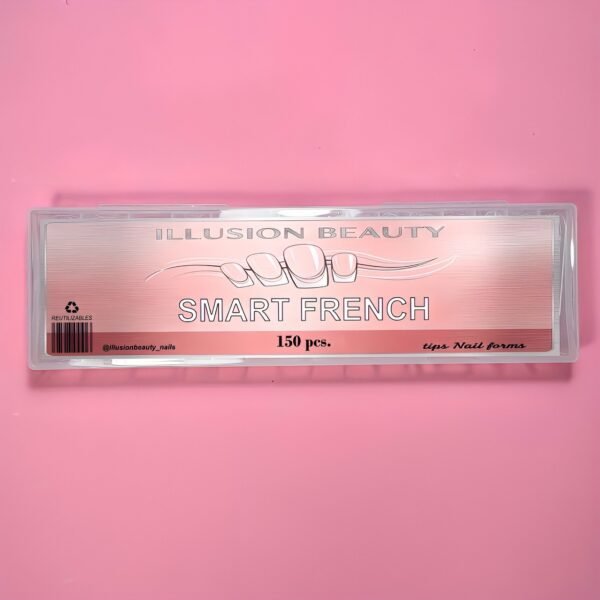 ILLUSION BEAUTY
SMART FRENCH
REUTILIZABLES
@Illusionbeauty_nails
150 pcs.
tips Nail forms